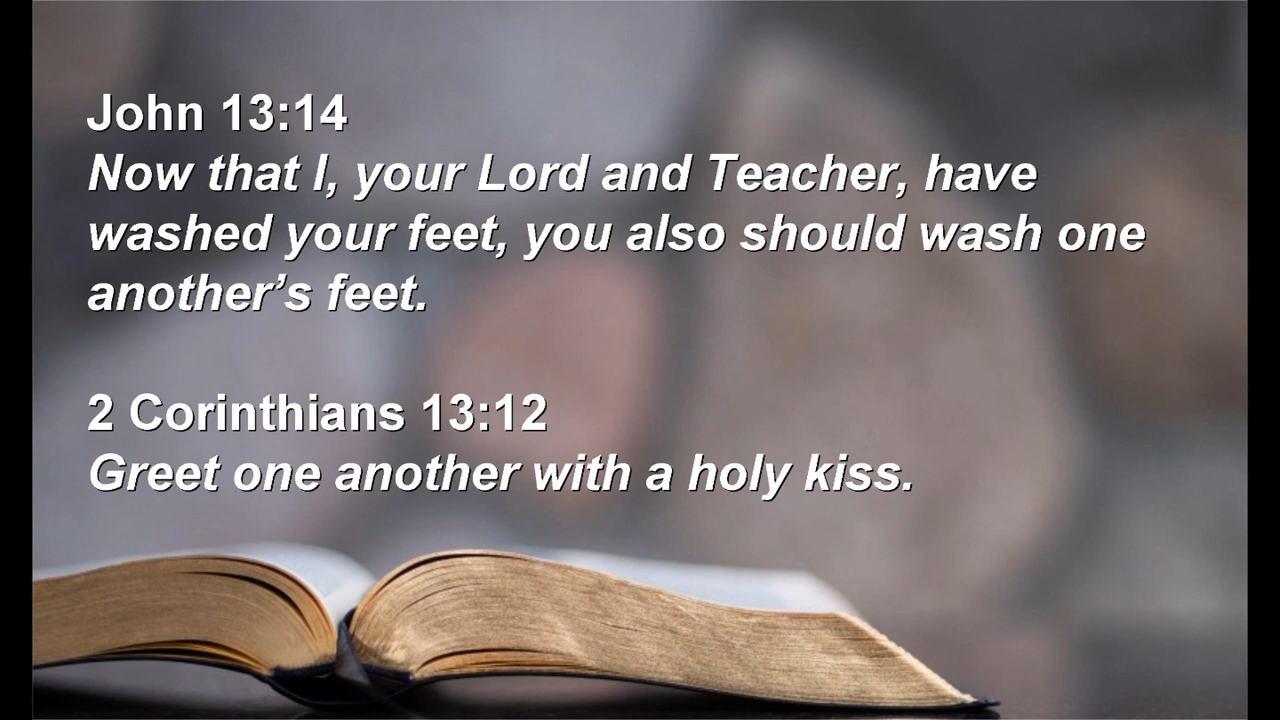 John 13:14
Now that I, your Lord and Teacher, have
washed your feet, you also should wash one
another’s feet.
2 Corinthians 13:12
Greet one another with a holy kiss.